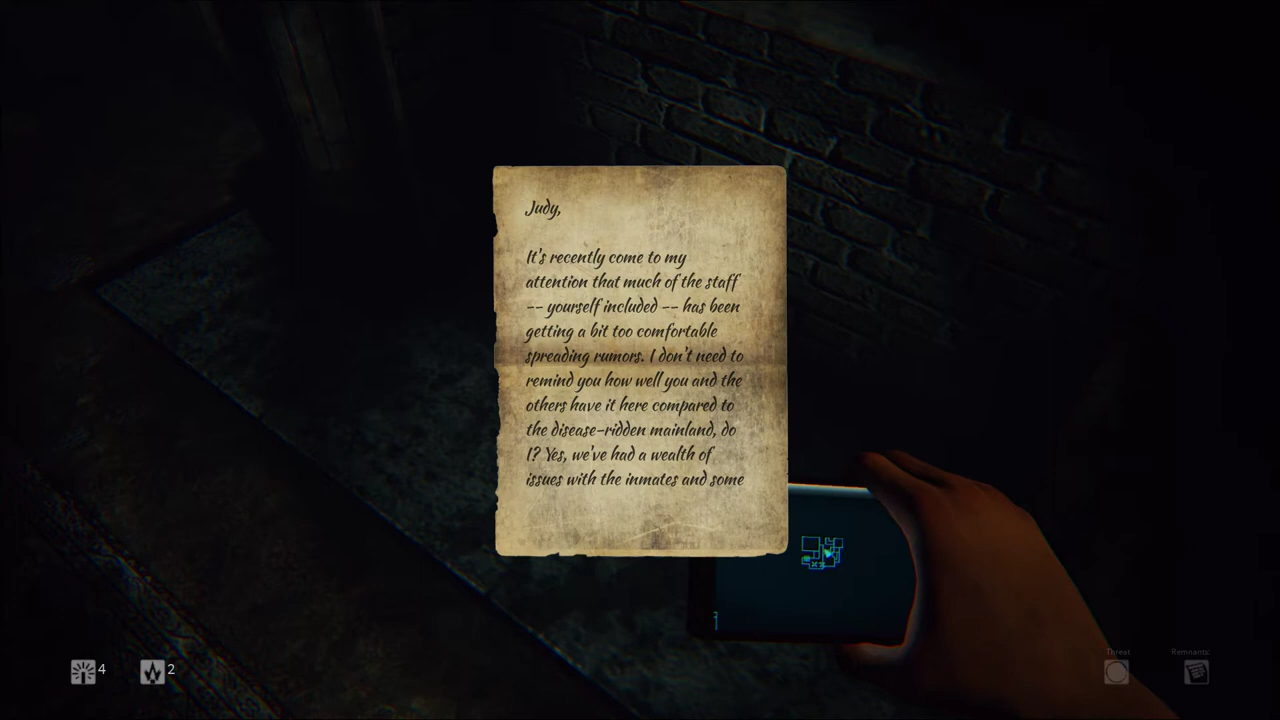 Judy,
It's recently come to my
attention that much of the staff
-- yourself included -- has been
getting a bit too comfortable
spreading rumors. I don't need to
remind you how well you and the
others have it here compared to
the disease-ridden mainland, do
I? Yes, we've had a wealth of
issues with the inmates and some
4
2
Threat
Remnants